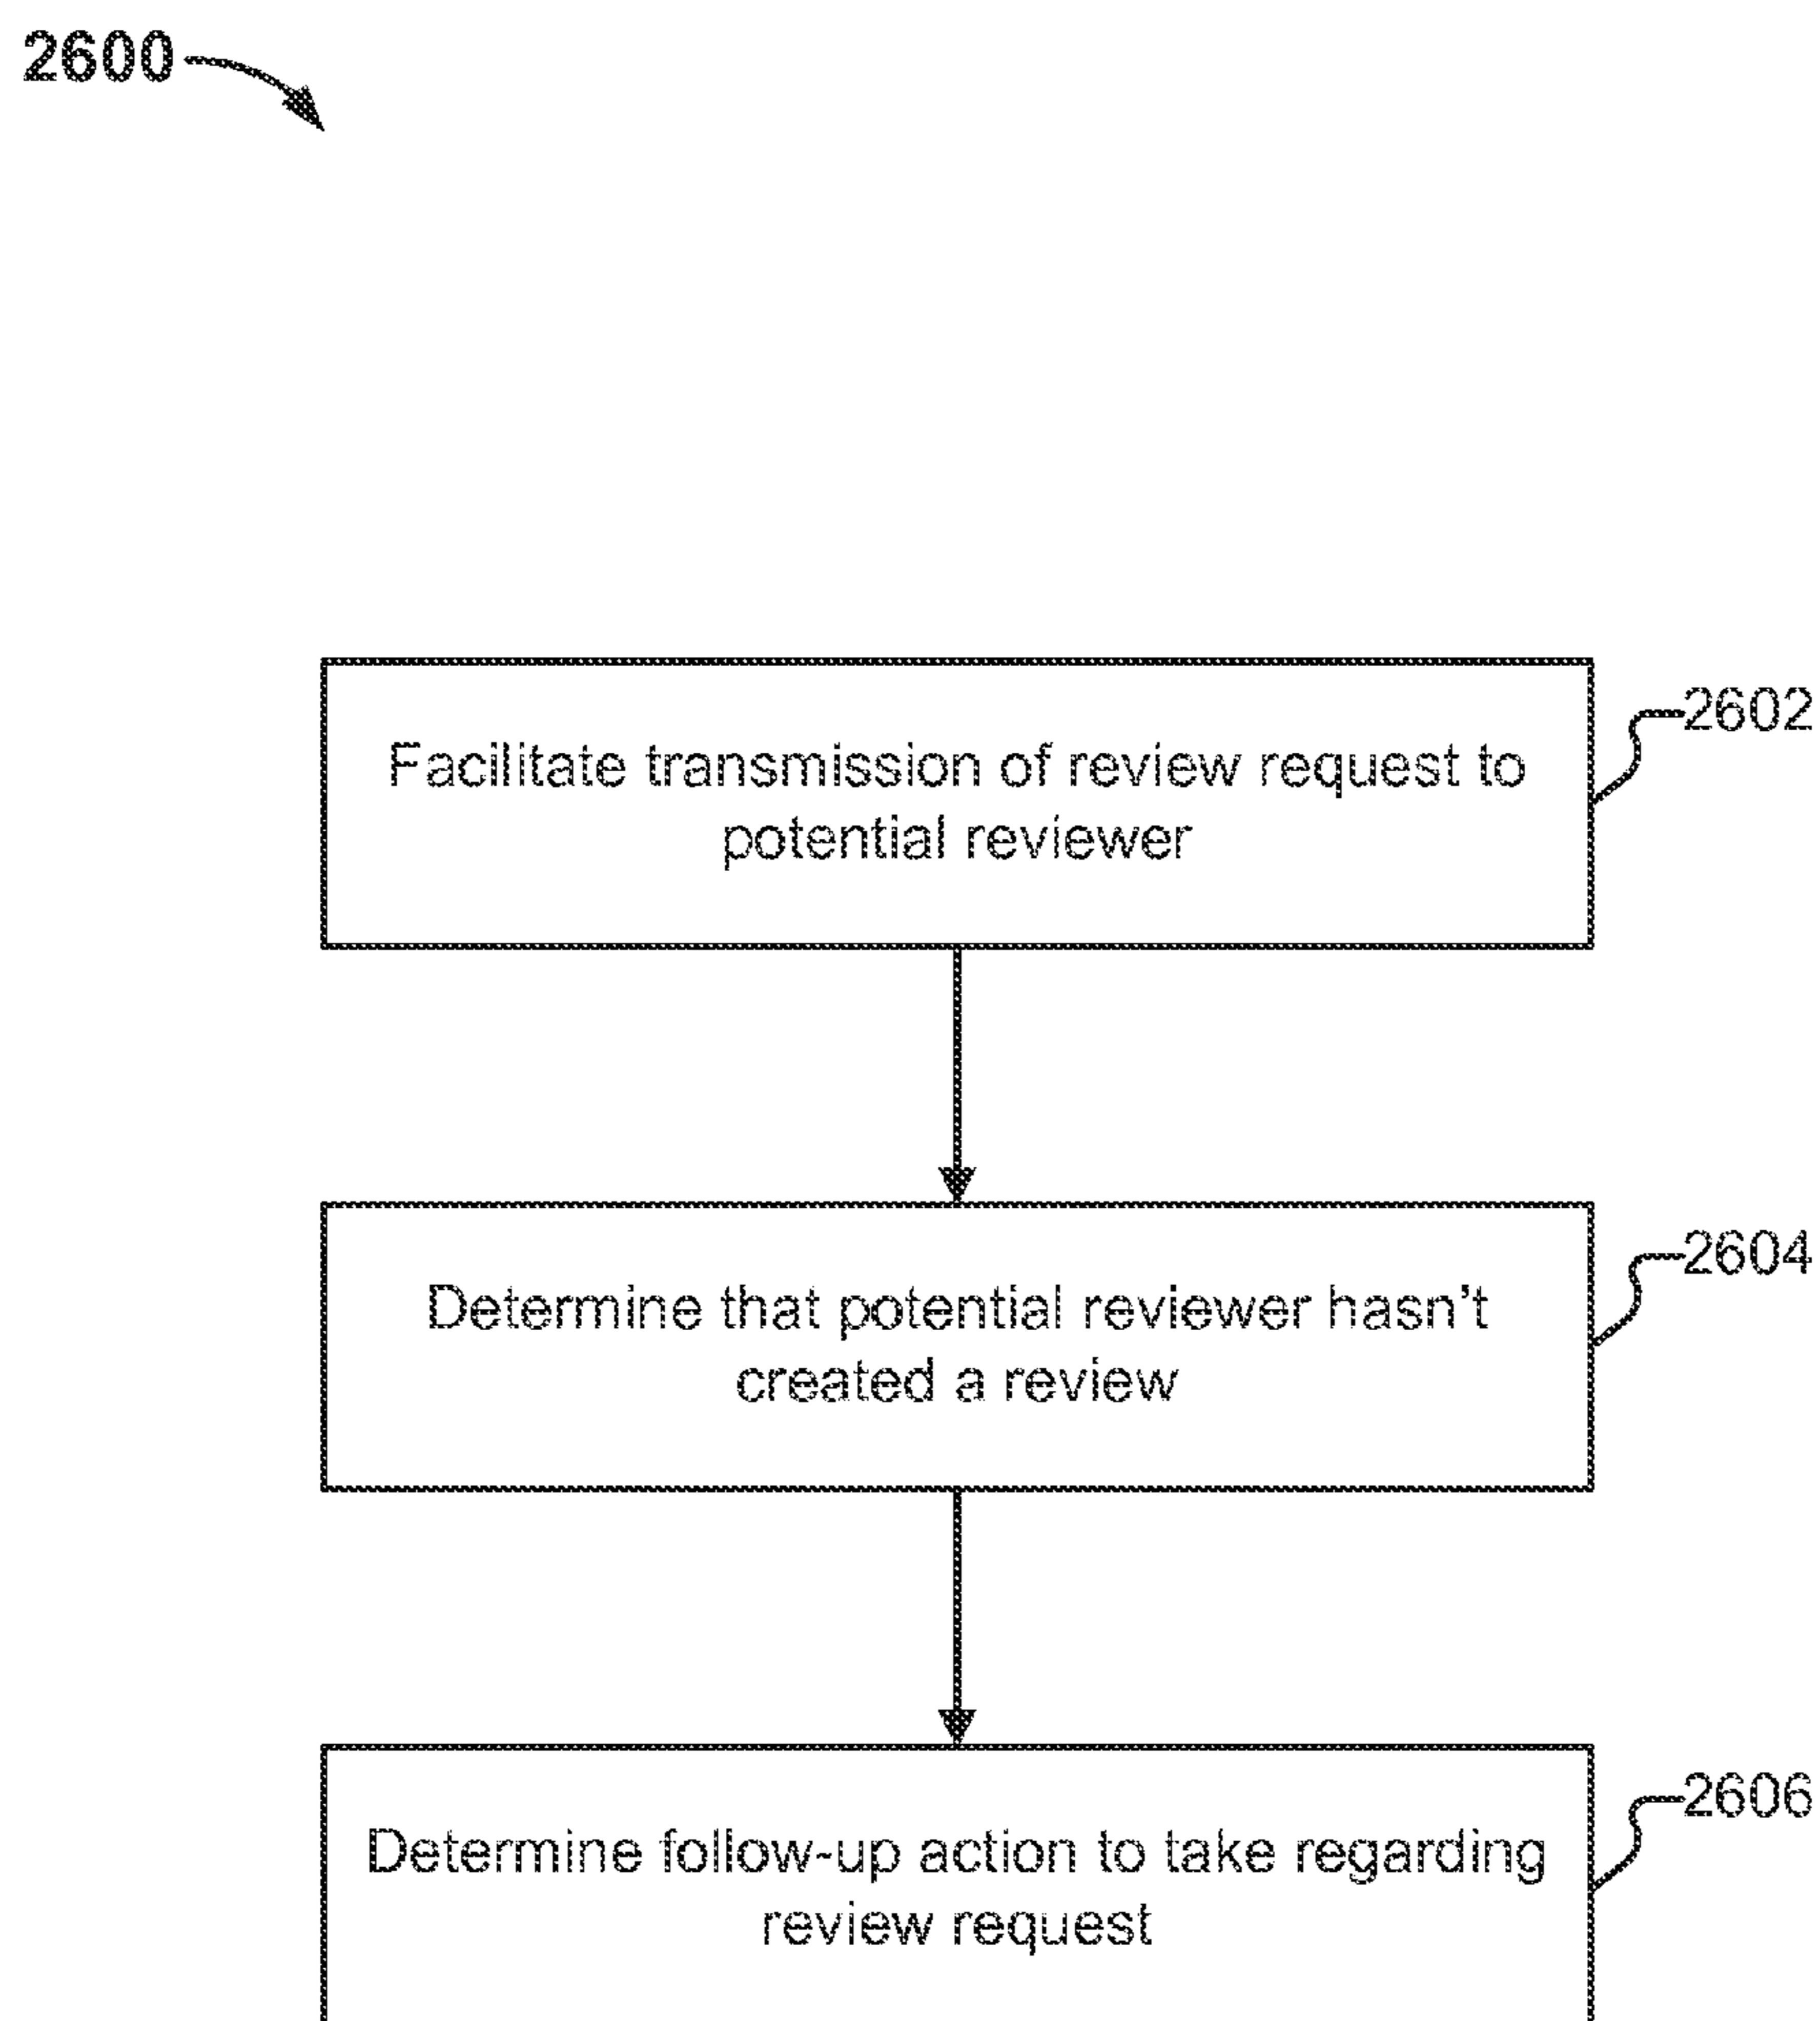 2600
Facilitate transmission of review request to
potential reviewer
2602
Determine that potential reviewer hasn’t
created a review
2604
Determine follow-up action to take regarding
review request
2606